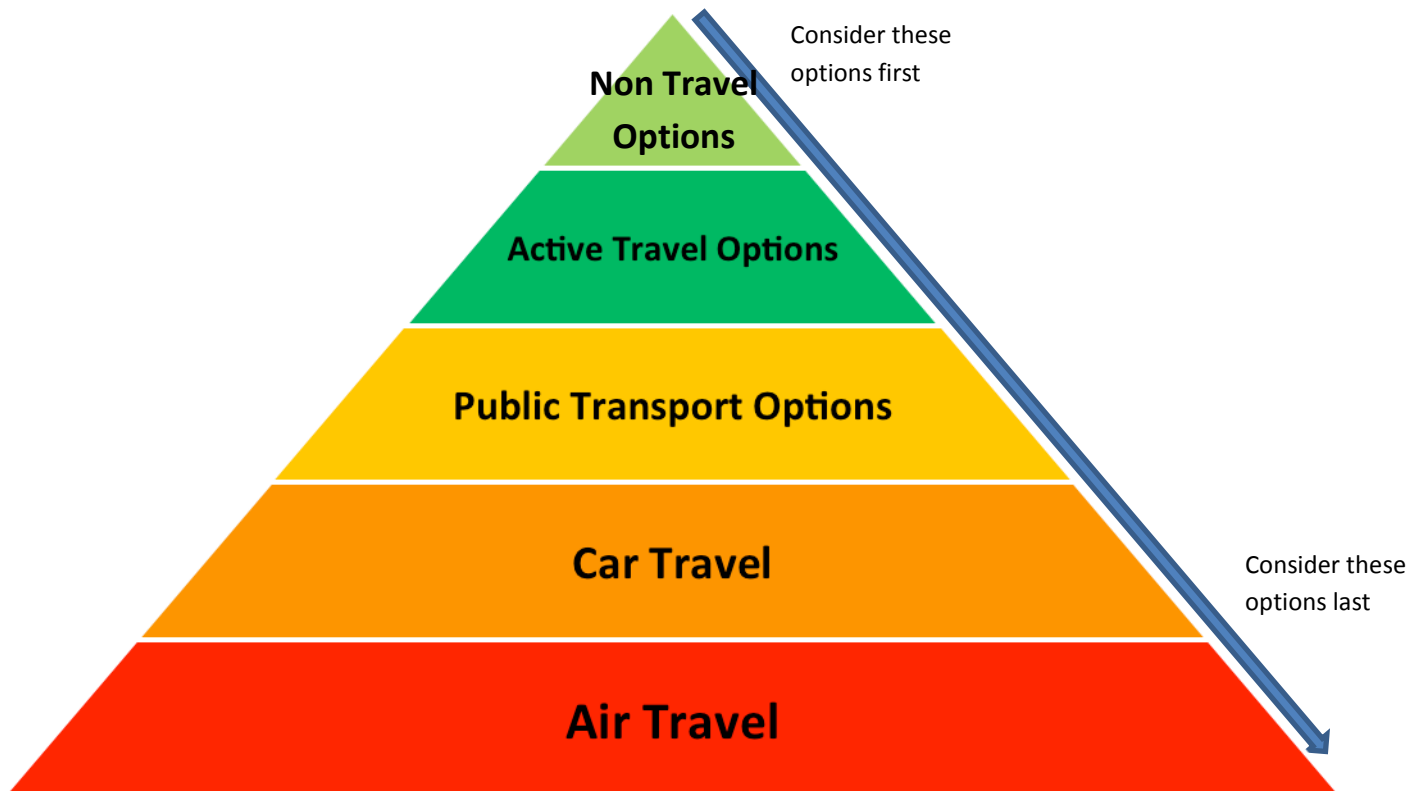 Consider these
options first
Non Travel
Options
Active Travel Options
Public Transport Options
Car Travel
Consider these
options last
Air Travel